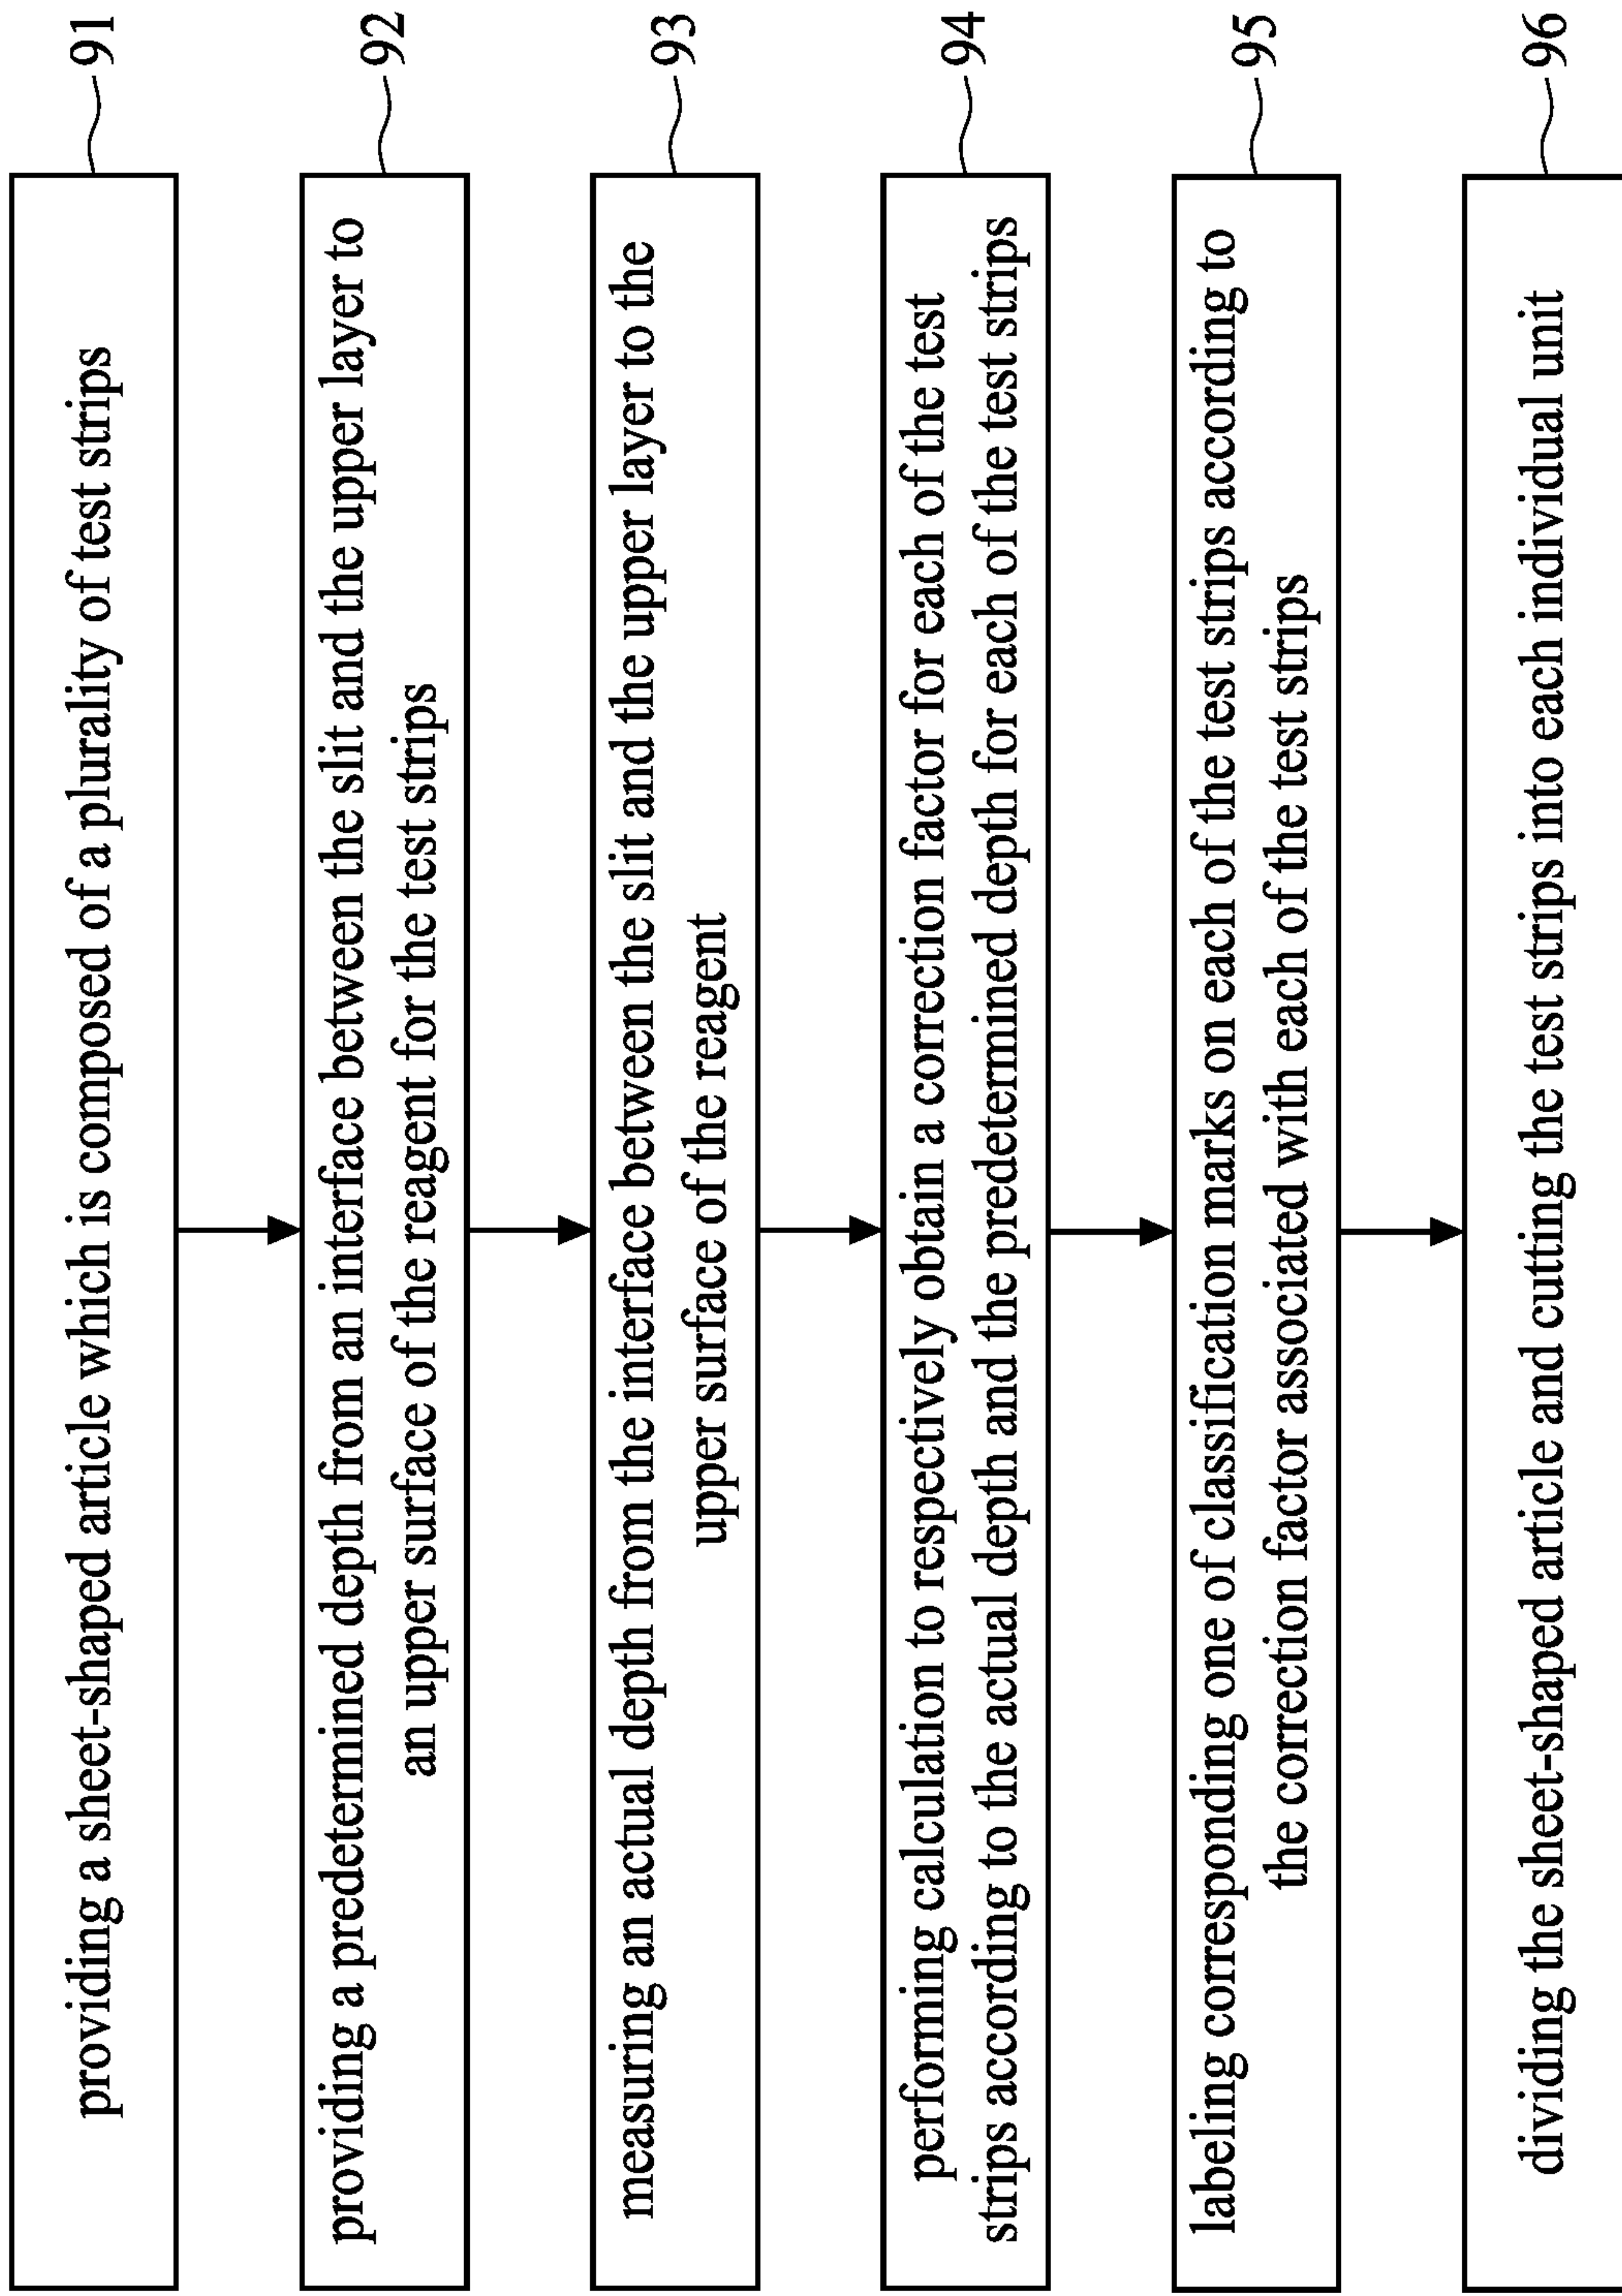 providing a sheet-shaped article which is composed of a plurality of test strips
91
providing a predetermined depth from an interface between the slit and the upper layer to
an upper surface of the reagent for the test strips
92
measuring an actual depth from the interface between the slit and the upper layer to the
upper surface of the reagent
93
performing calculation to respectively obtain a correction factor for each of the test
strips according to the actual depth and the predetermined depth for each of the test strips
94
labeling corresponding one of classification marks on each of the test strips according to
the correction factor associated with each of the test strips
95
dividing the sheet-shaped article and cutting the test strips into each individual unit
96